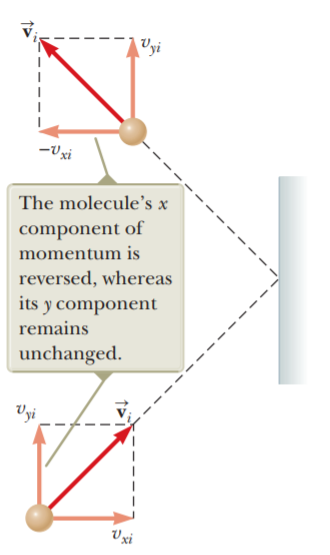 v⃗ᵢ
vyi
−vxi
The molecule's x
component of
momentum is
reversed, whereas
its y component
remains
unchanged.
vyi
v⃗ᵢ
vxi